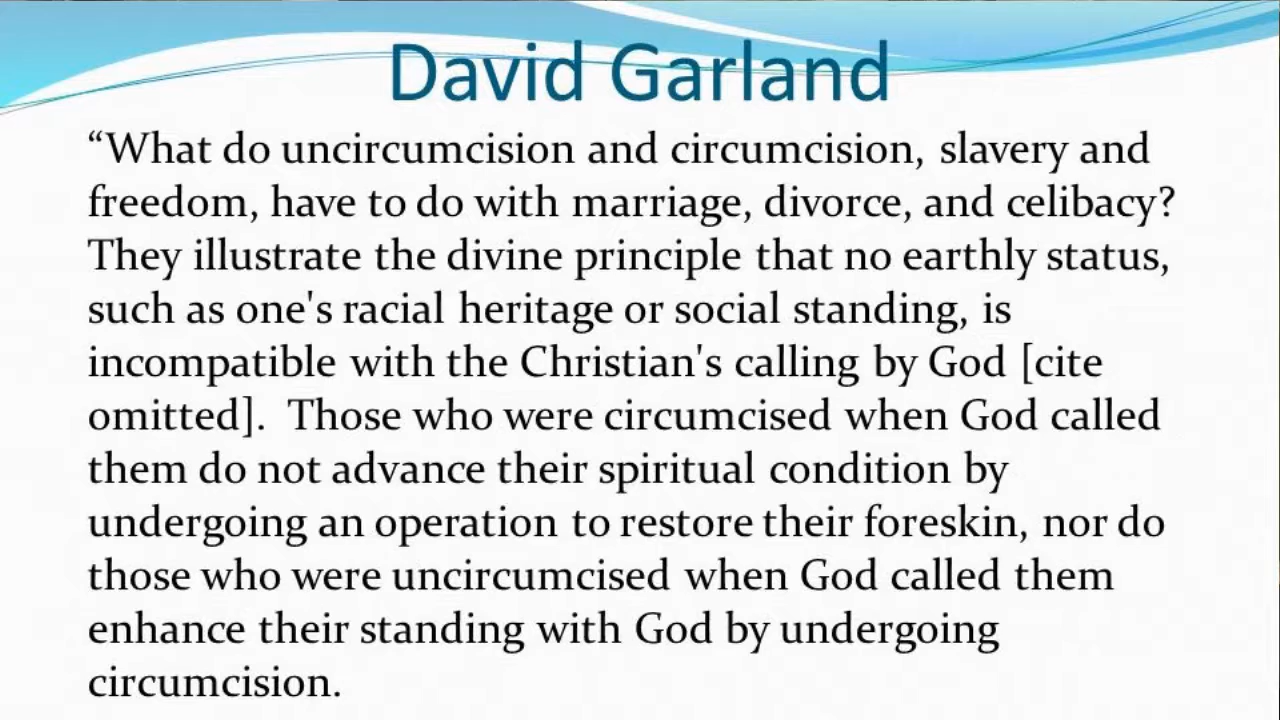 David Garland
“What do uncircumcision and circumcision, slavery and
freedom, have to do with marriage, divorce, and celibacy?
They illustrate the divine principle that no earthly status,
such as one's racial heritage or social standing, is
incompatible with the Christian's calling by God [cite
omitted].  Those who were circumcised when God called
them do not advance their spiritual condition by
undergoing an operation to restore their foreskin, nor do
those who were uncircumcised when God called them
enhance their standing with God by undergoing
circumcision.